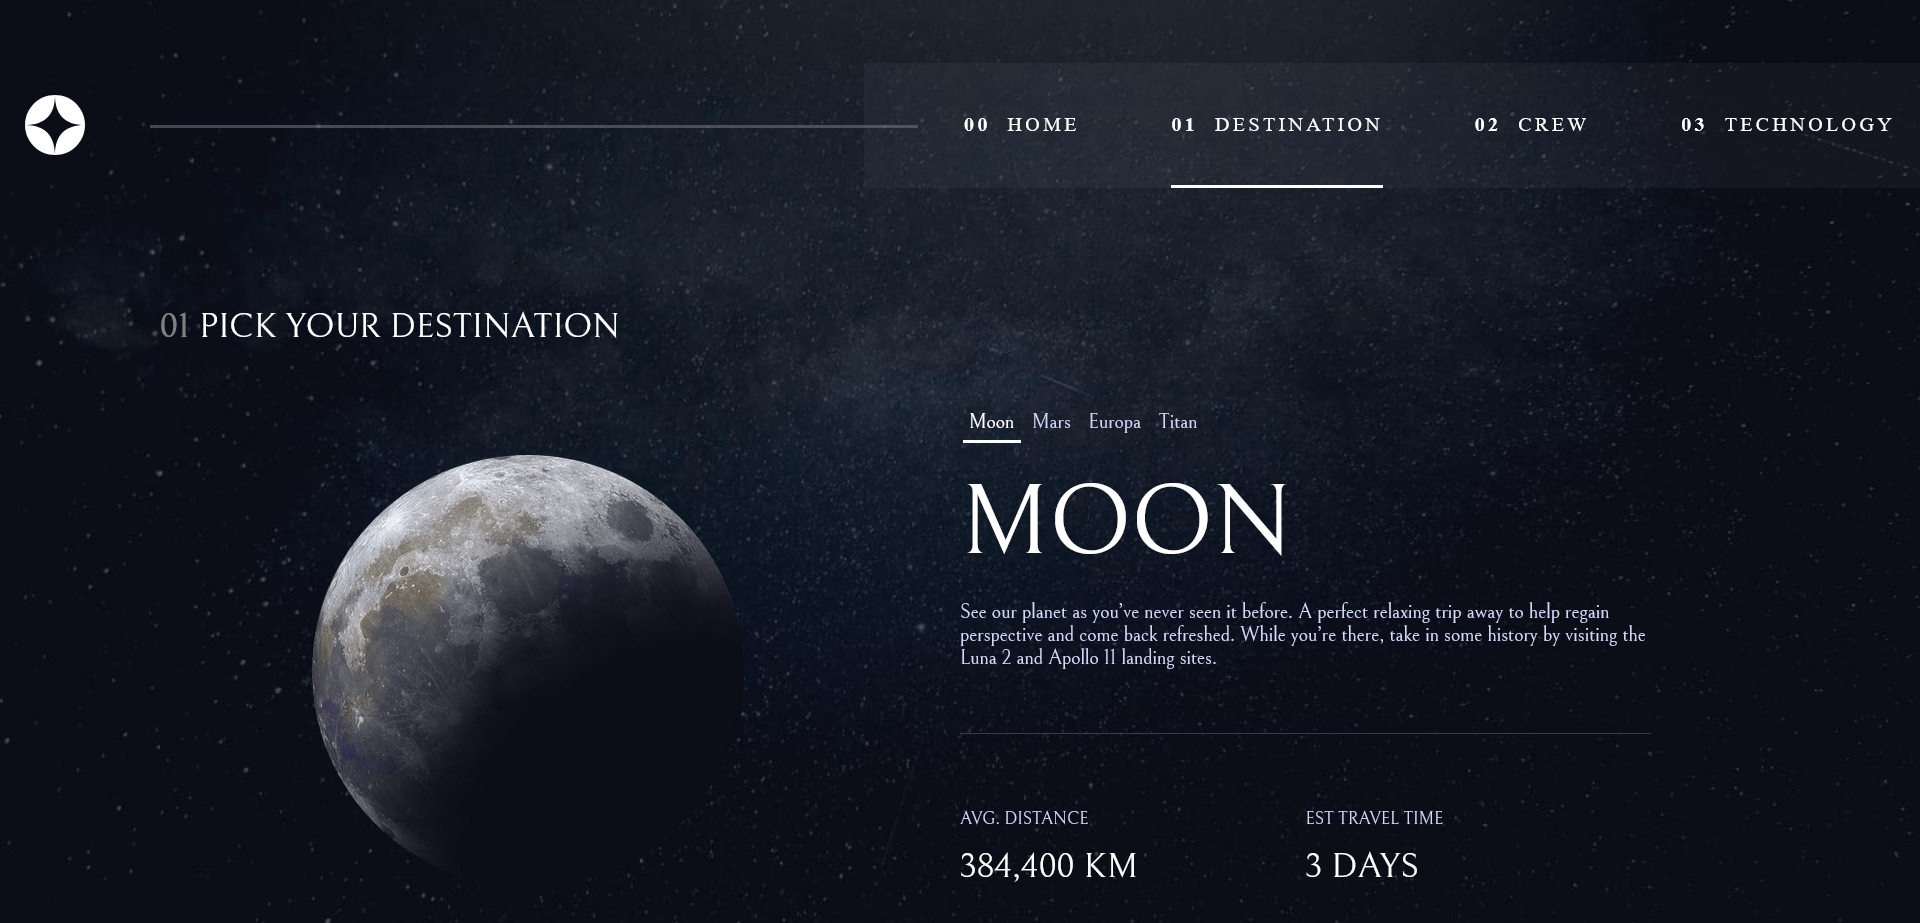 00 HOME
01 DESTINATION
02 CREW
03 TECHNOLOGY
01 PICK YOUR DESTINATION
Moon Mars Europa Titan
MOON
See our planet as you’ve never seen it before. A perfect relaxing trip away to help regain
perspective and come back refreshed. While you’re there, take in some history by visiting the
Luna 2 and Apollo 11 landing sites.
AVG. DISTANCE
384,400 KM
EST TRAVEL TIME
3 DAYS